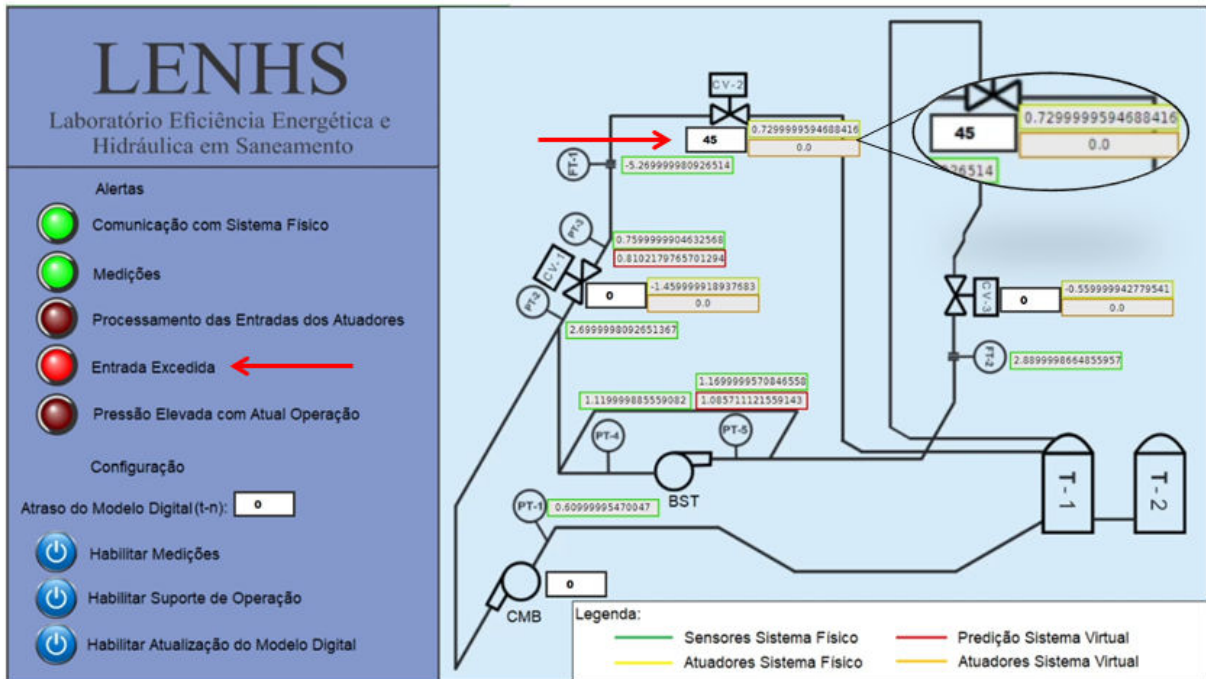 LENHS
Laboratório Eficiência Energética e
Hidráulica em Saneamento
Alertas
Comunicação com Sistema Físico
Medições
Processamento das Entradas dos Atuadores
Entrada Excedida
Pressão Elevada com Atual Operação
Configuração
Atraso do Modelo Digital (t-n): 0
Habilitar Medições
Habilitar Suporte de Operação
Habilitar Atualização do Modelo Digital
CV-2
45
0.7299999594688416
0.0
45
0.7299999594688416
0.0
26514
FT-1
-5.269999980926514
PT-3
0.7599999904632568
0.8102179765701294
CV-1
0
-1.459999918937683
0.0
PT-2
2.6999998092651367
CV-3
0
-0.559999942779541
0.0
FT-2
2.8899998664855957
1.1699999570846558
1.119999885559082
1.085711121559143
PT-4
PT-5
BST
PT-1
0.60999995470047
CMB
0
T-1
T-2
Legenda:
Sensores Sistema Físico
Predição Sistema Virtual
Atuadores Sistema Físico
Atuadores Sistema Virtual